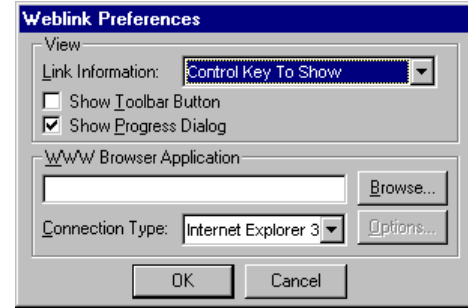 Weblink Preferences
View
Link Information: Control Key To Show
Show Toolbar Button
Show Progress Dialog
WWW Browser Application
Browse...
Connection Type: Internet Explorer 3 Options...
OK Cancel